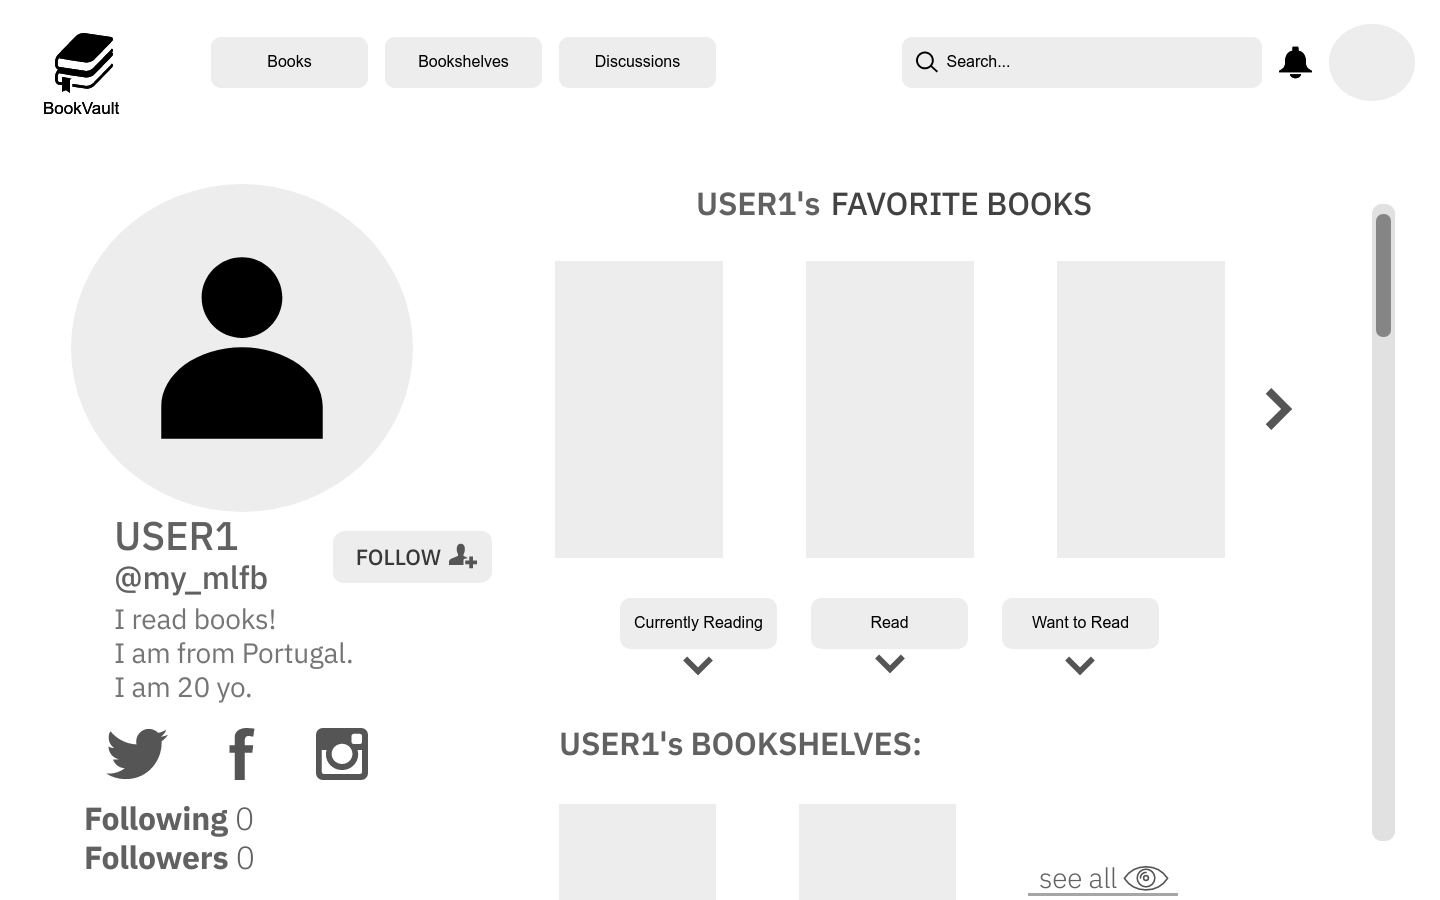 Books
Bookshelves
Discussions
Search...
BookVault
USER1's FAVORITE BOOKS
USER1
@my_mlfb
FOLLOW
I read books!
I am from Portugal.
I am 20 yo.
Following 0
Followers 0
Currently Reading
Read
Want to Read
USER1's BOOKSHELVES:
see all